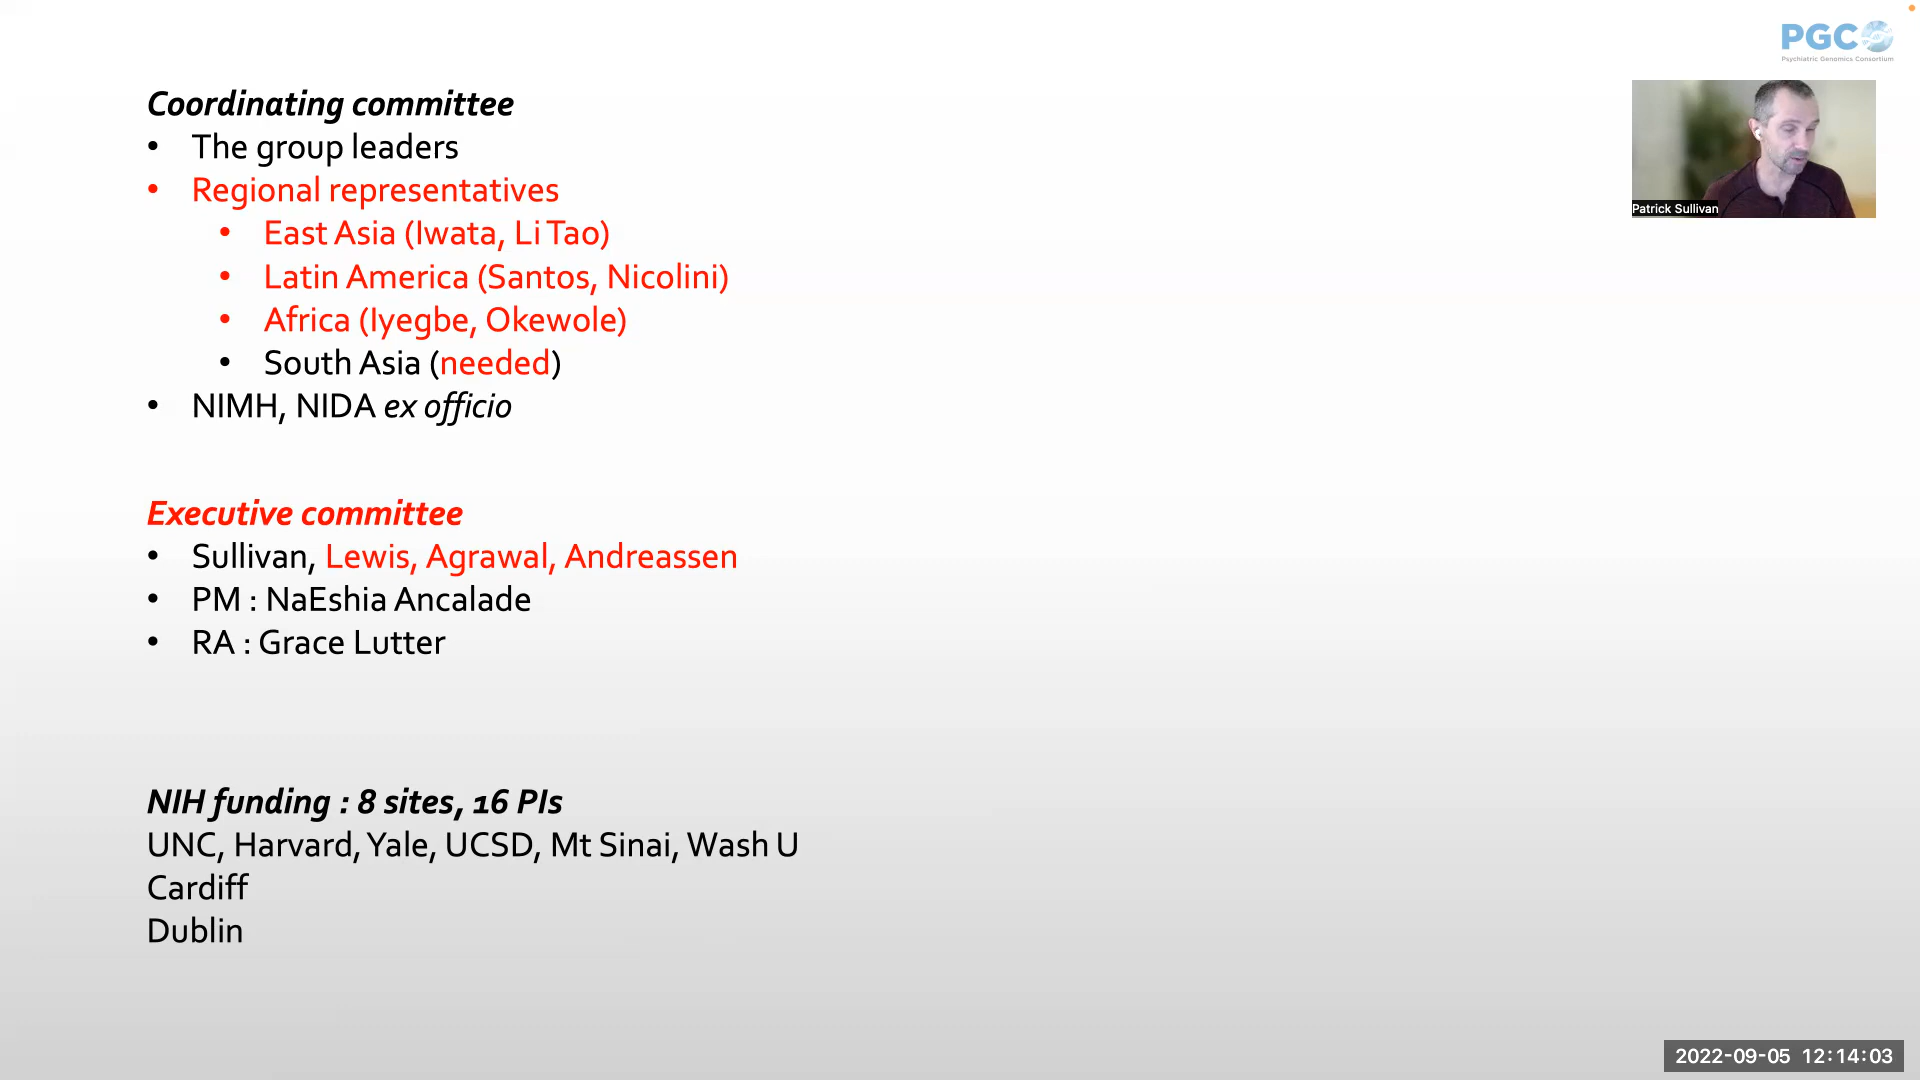 PGC
Psychiatric Genomics Consortium
Coordinating committee
• The group leaders
• Regional representatives
• East Asia (Iwata, Li Tao)
• Latin America (Santos, Nicolini)
• Africa (Iyegbe, Okewole)
• South Asia (needed)
• NIMH, NIDA ex officio
Patrick Sullivan
Executive committee
• Sullivan, Lewis, Agrawal, Andreassen
• PM : NaEshia Ancalade
• RA : Grace Lutter
NIH funding : 8 sites, 16 PIs
UNC, Harvard, Yale, UCSD, Mt Sinai, Wash U
Cardiff
Dublin
2022-09-05 12:14:03